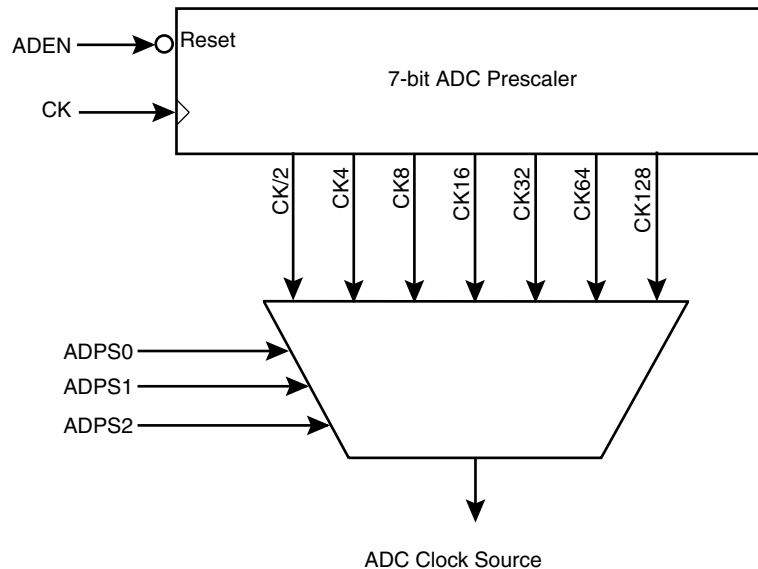 Reset
ADEN
7-bit ADC Prescaler
CK
CK/2
CK4
CK8
CK16
CK32
CK64
CK128
ADPS0
ADPS1
ADPS2
ADC Clock Source